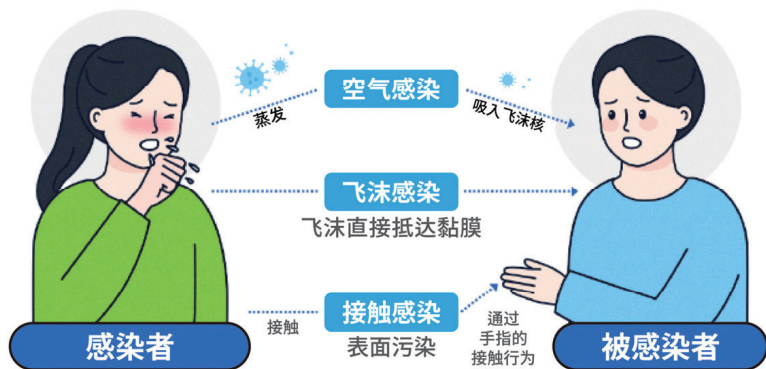 空气感染
蒸发
吸入飞沫核
飞沫感染
飞沫直接抵达黏膜
接触感染
接触
表面污染
通过
手指的
接触行为
感染者
被感染者